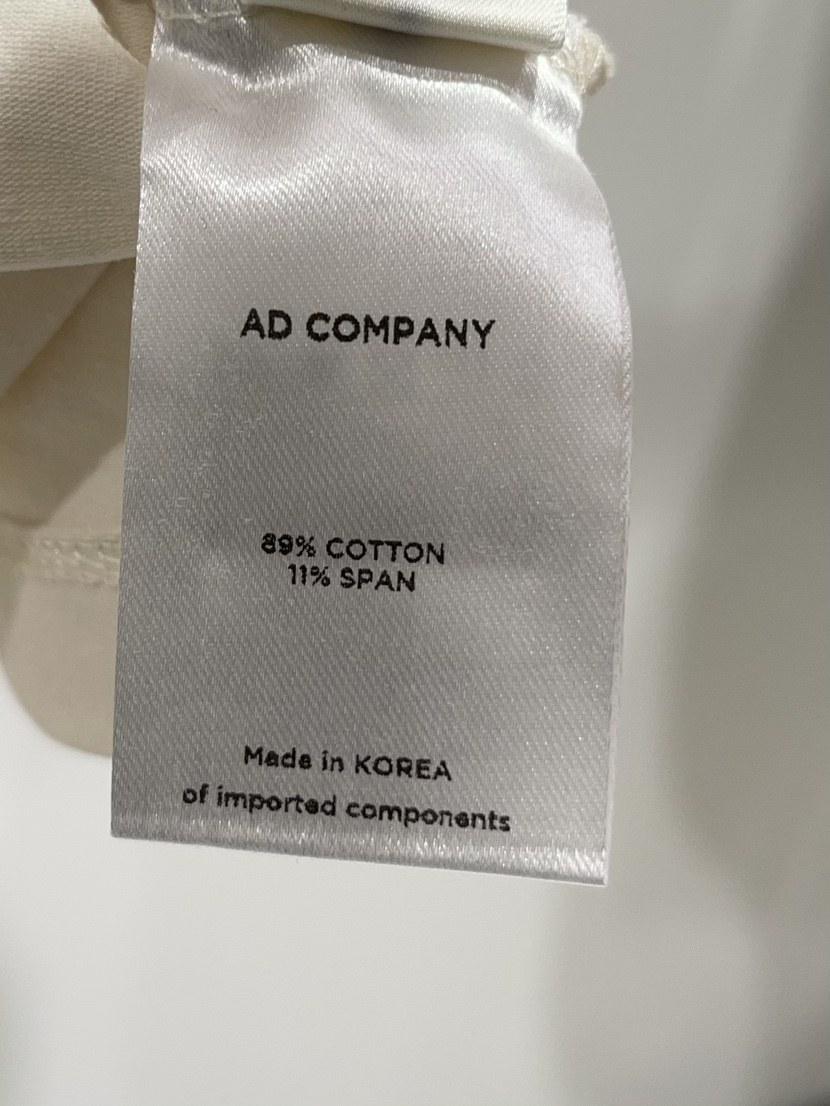 AD COMPANY
89% COTTON
11% SPAN
Made in KOREA
of imported components